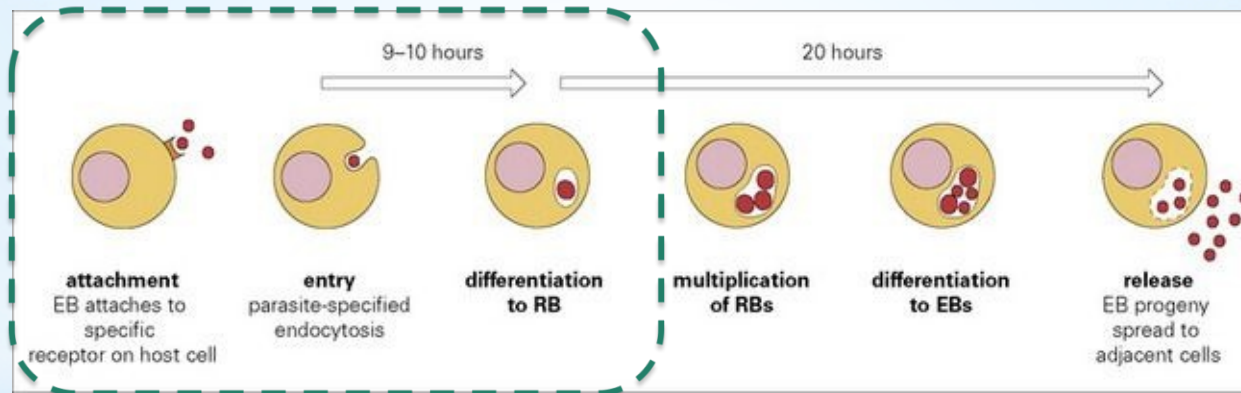 9–10 hours
20 hours
attachment
EB attaches to
specific
receptor on host cell
entry
parasite-specified
endocytosis
differentiation
to RB
multiplication
of RBs
differentiation
to EBs
release
EB progeny
spread to
adjacent cells